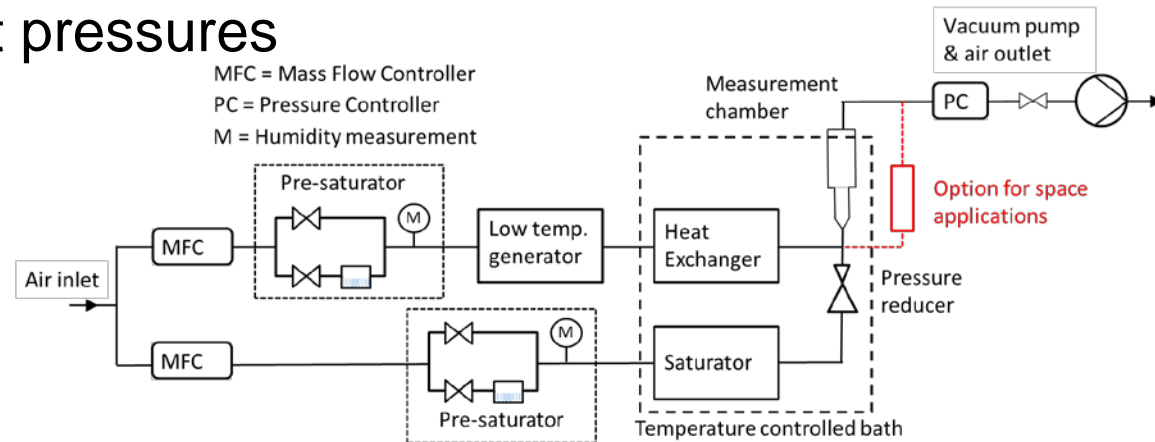 t pressures
MFC = Mass Flow Controller
PC = Pressure Controller
M = Humidity measurement
Vacuum pump
& air outlet
Measurement
chamber
PC
Pre-saturator
M
Option for space
applications
MFC
Low temp.
generator
Heat
Exchanger
Air inlet
Pressure
reducer
M
MFC
Saturator
Pre-saturator
Temperature controlled bath